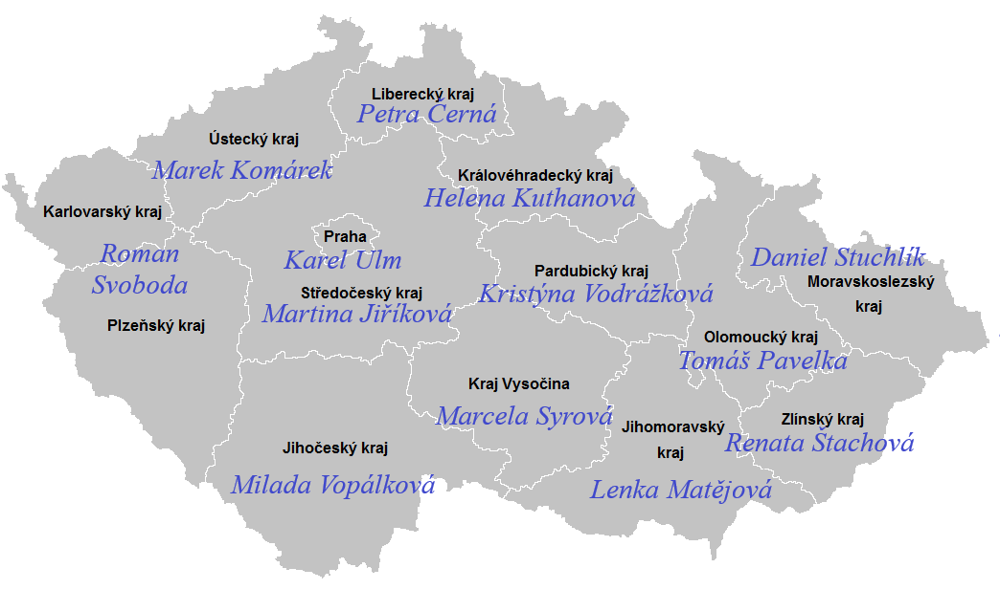 Liberecký kraj
Petra Černá
Ústecký kraj
Marek Komárek
Královéhradecký kraj
Helena Kuthanová
Karlovarský kraj
Roman
Svoboda
Praha
Karel Ulm
Středočeský kraj
Martina Jiříková
Pardubický kraj
Kristýna Vodrážková
Daniel Stuchlík
Moravskoslezský
kraj
Plzeňský kraj
Olomoucký kraj
Tomáš Pavelka
Kraj Vysočina
Marcela Syrová
Jihomoravský
kraj
Lenka Matějová
Zlínský kraj
Renata Štachová
Jihočeský kraj
Milada Vopálková